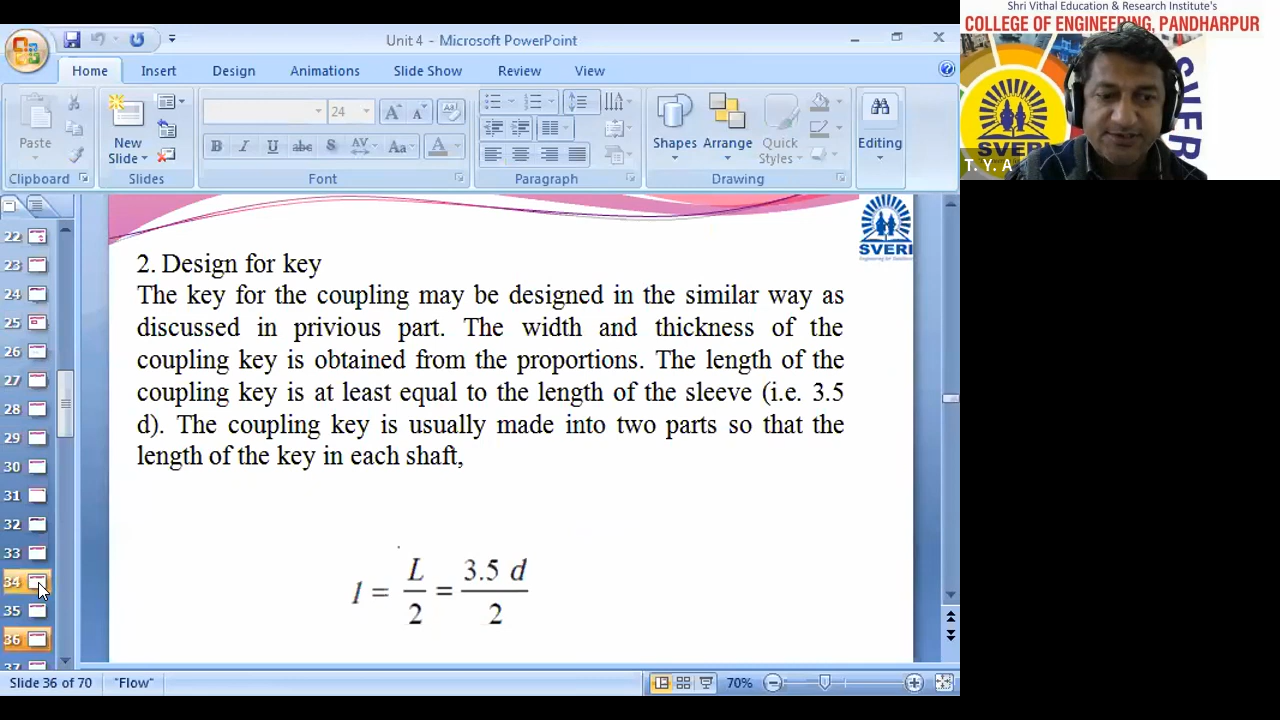 Unit 4 - Microsoft PowerPoint
Home Insert Design Animations Slide Show Review View
Paste
Clipboard
New
Slide
Slides
24
B I U abc S AV Aa A
Font
Paragraph
Shapes Arrange Quick
Styles
Drawing
Editing
Shri Vithal Education & Research Institute's
COLLEGE OF ENGINEERING, PANDHARPUR
SVERI
SVER
T. Y. A
22
23
24
25
26
27
28
29
30
31
32
33
34
35
36
37
SVERI
2. Design for key
The key for the coupling may be designed in the similar way as
discussed in privious part. The width and thickness of the
coupling key is obtained from the proportions. The length of the
coupling key is at least equal to the length of the sleeve (i.e. 3.5
d). The coupling key is usually made into two parts so that the
length of the key in each shaft,
l = L/2 = 3.5 d/2
Slide 36 of 70 "Flow" 70%